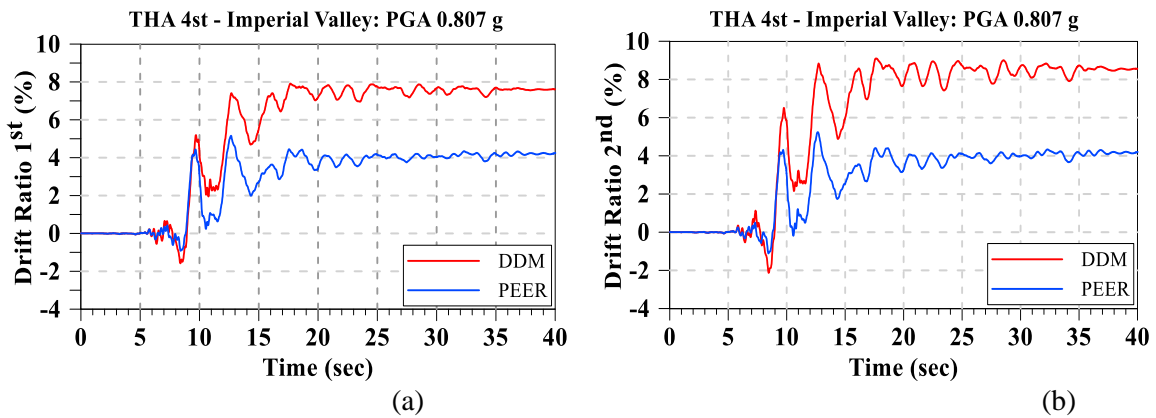 THA 4st - Imperial Valley: PGA 0.807 g
Drift Ratio 1st (%)
10
8
6
4
2
0
-2
-4
DDM
PEER
0 5 10 15 20 25 30 35 40
Time (sec)
(a)
THA 4st - Imperial Valley: PGA 0.807 g
Drift Ratio 2nd (%)
10
8
6
4
2
0
-2
-4
DDM
PEER
0 5 10 15 20 25 30 35 40
Time (sec)
(b)